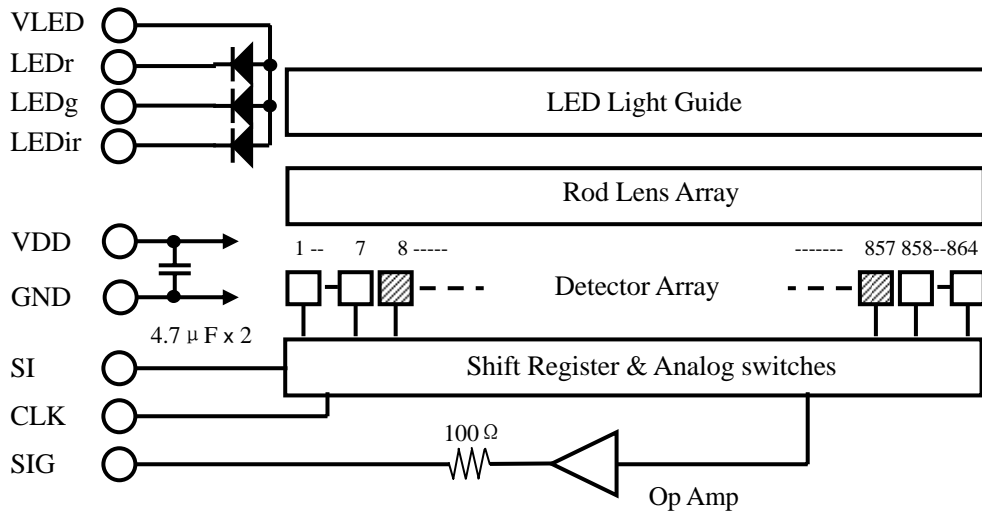 VLED
LEDr
LEDg
LEDir
LED Light Guide
Rod Lens Array
VDD
GND
1 -- 7 8 ----- ------- 857 858--864
Detector Array
4.7 μF x 2
SI
Shift Register & Analog switches
CLK
100 Ω
SIG
Op Amp